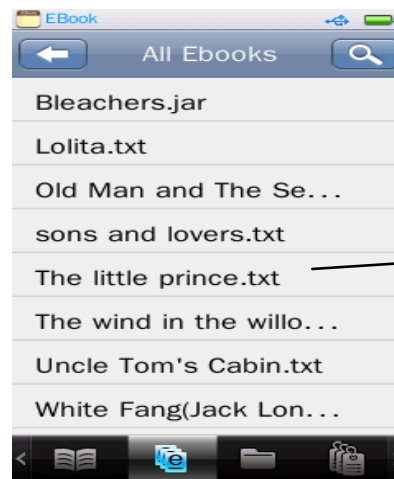 EBook
All Ebooks
Bleachers.jar
Lolita.txt
Old Man and The Se...
sons and lovers.txt
The little prince.txt
The wind in the willo...
Uncle Tom's Cabin.txt
White Fang(Jack Lon...